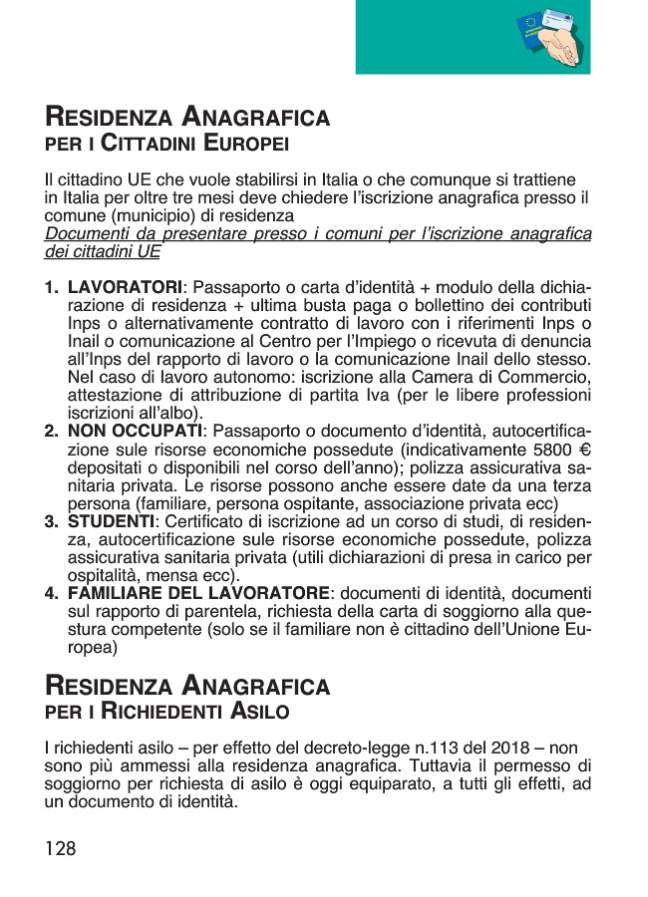 RESIDENZA ANAGRAFICA
PER I CITTADINI EUROPEI
Il cittadino UE che vuole stabilirsi in Italia o che comunque si trattiene
in Italia per oltre tre mesi deve chiedere l’iscrizione anagrafica presso il
comune (municipio) di residenza
Documenti da presentare presso i comuni per l’iscrizione anagrafica
dei cittadini UE
1. LAVORATORI: Passaporto o carta d’identità + modulo della dichia-
razione di residenza + ultima busta paga o bollettino dei contributi
Inps o alternativamente contratto di lavoro con i riferimenti Inps o
Inail o comunicazione al Centro per l’Impiego o ricevuta di denuncia
all’Inps del rapporto di lavoro o la comunicazione Inail dello stesso.
Nel caso di lavoro autonomo: iscrizione alla Camera di Commercio,
attestazione di attribuzione di partita Iva (per le libere professioni
iscrizioni all’albo).
2. NON OCCUPATI: Passaporto o documento d’identità, autocertifica-
zione sule risorse economiche possedute (indicativamente 5800 €
depositati o disponibili nel corso dell’anno); polizza assicurativa sa-
nitaria privata. Le risorse possono anche essere date da una terza
persona (familiare, persona ospitante, associazione privata ecc)
3. STUDENTI: Certificato di iscrizione ad un corso di studi, di residen-
za, autocertificazione sule risorse economiche possedute, polizza
assicurativa sanitaria privata (utili dichiarazioni di presa in carico per
ospitalità, mensa ecc).
4. FAMILIARE DEL LAVORATORE: documenti di identità, documenti
sul rapporto di parentela, richiesta della carta di soggiorno alla que-
stura competente (solo se il familiare non è cittadino dell’Unione Eu-
ropea)
RESIDENZA ANAGRAFICA
PER I RICHIEDENTI ASILO
I richiedenti asilo – per effetto del decreto-legge n.113 del 2018 – non
sono più ammessi alla residenza anagrafica. Tuttavia il permesso di
soggiorno per richiesta di asilo è oggi equiparato, a tutti gli effetti, ad
un documento di identità.
128